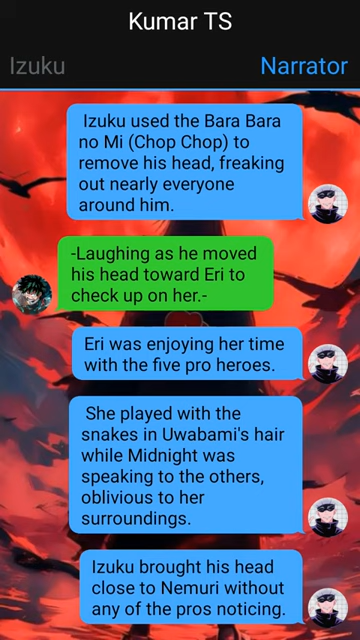 Kumar TS
Izuku
Narrator
Izuku used the Bara Bara
no Mi (Chop Chop) to
remove his head, freaking
out nearly everyone
around him.
-Laughing as he moved
his head toward Eri to
check up on her.-
Eri was enjoying her time
with the five pro heroes.
She played with the
snakes in Uwabami's hair
while Midnight was
speaking to the others,
oblivious to her
surroundings.
Izuku brought his head
close to Nemuri without
any of the pros noticing.